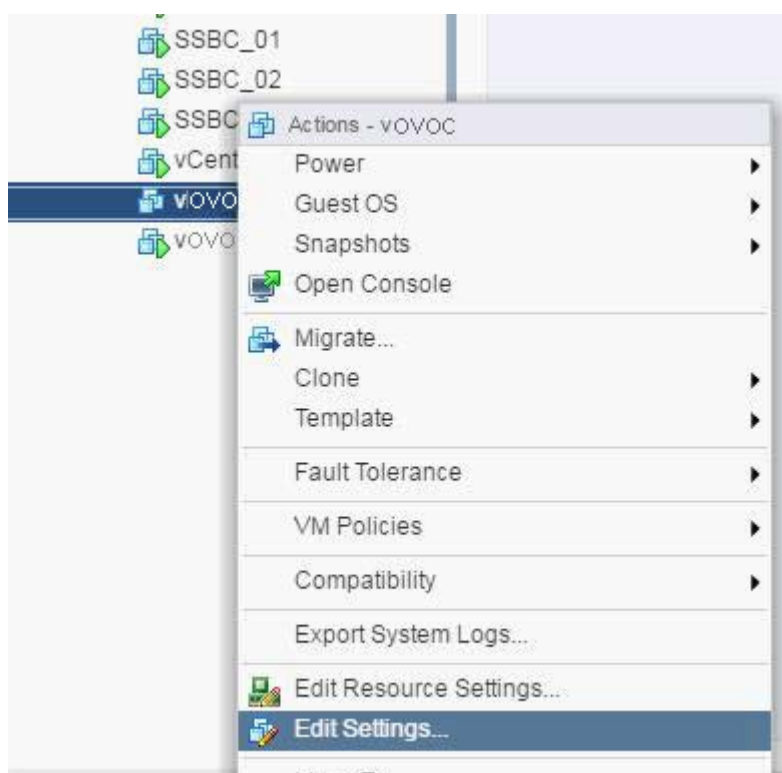 SSBC_01
SSBC_02
SSBC
vCent
vOVO
vOVO
Actions - vOVOC
Power
Guest OS
Snapshots
Open Console
Migrate...
Clone
Template
Fault Tolerance
VM Policies
Compatibility
Export System Logs...
Edit Resource Settings...
Edit Settings...